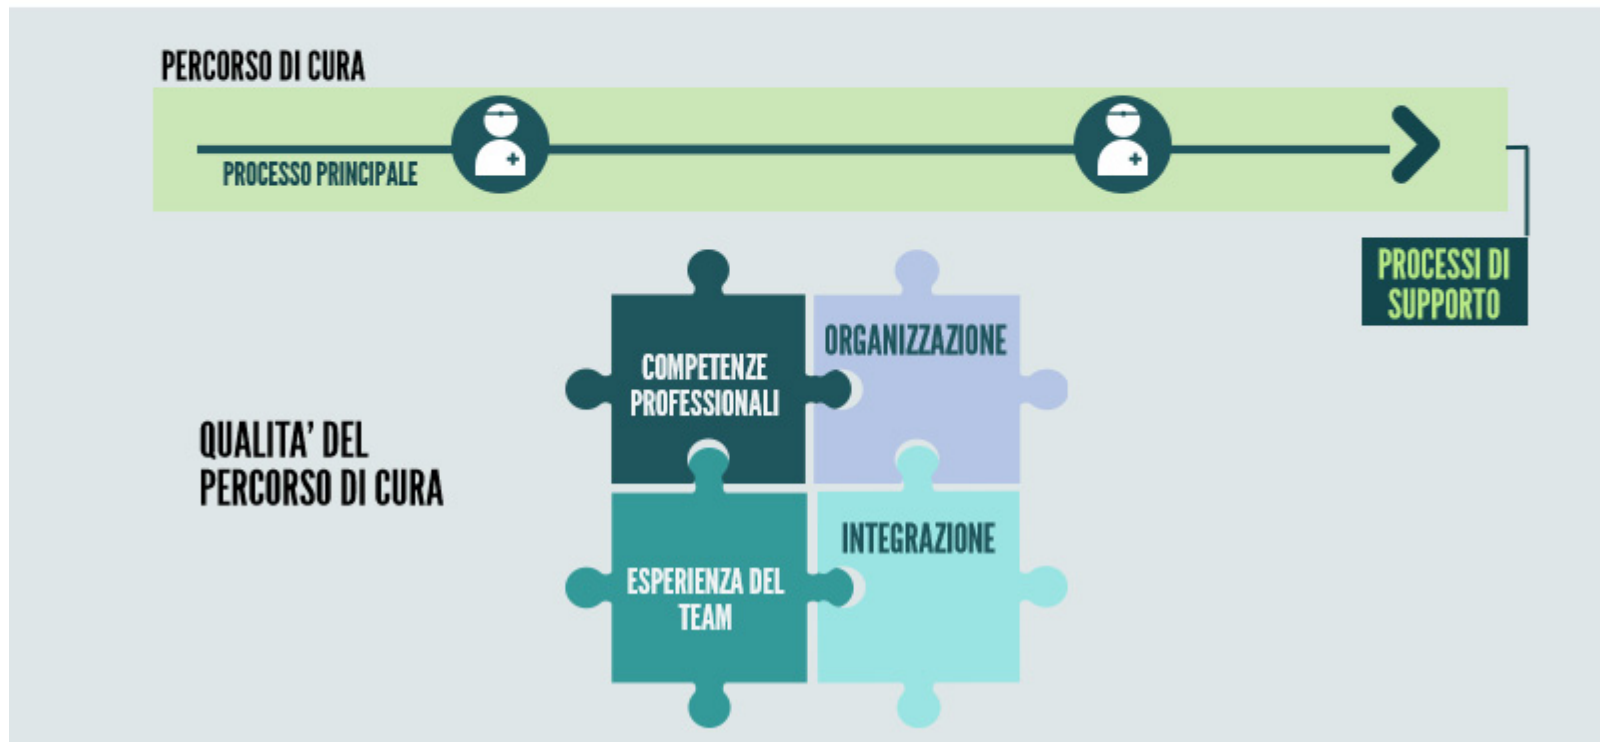 PERCORSO DI CURA
PROCESSO PRINCIPALE
PROCESSI DI
SUPPORTO
COMPETENZE
PROFESSIONALI
ORGANIZZAZIONE
QUALITA’ DEL
PERCORSO DI CURA
ESPERIENZA DEL
TEAM
INTEGRAZIONE